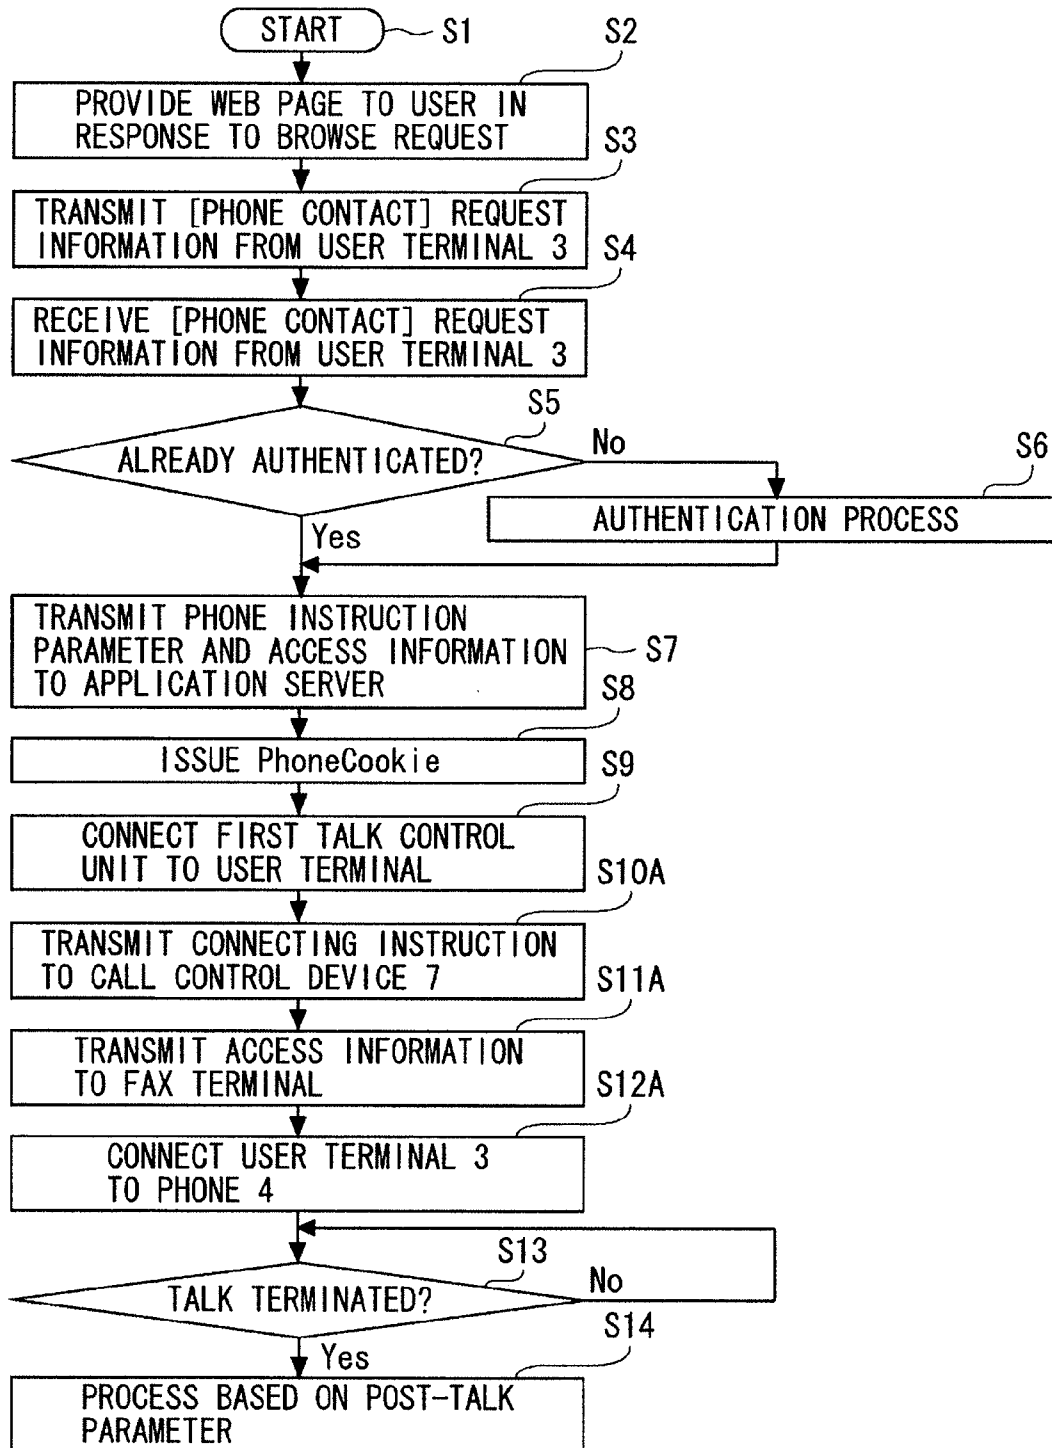 START
S1
S2
PROVIDE WEB PAGE TO USER IN
RESPONSE TO BROWSE REQUEST
S3
TRANSMIT [PHONE CONTACT] REQUEST
INFORMATION FROM USER TERMINAL 3
S4
RECEIVE [PHONE CONTACT] REQUEST
INFORMATION FROM USER TERMINAL 3
S5
ALREADY AUTHENTICATED?
No
S6
AUTHENTICATION PROCESS
Yes
TRANSMIT PHONE INSTRUCTION
PARAMETER AND ACCESS INFORMATION
TO APPLICATION SERVER
S7
S8
ISSUE PhoneCookie
S9
CONNECT FIRST TALK CONTROL
UNIT TO USER TERMINAL
S10A
TRANSMIT CONNECTING INSTRUCTION
TO CALL CONTROL DEVICE 7
S11A
TRANSMIT ACCESS INFORMATION
TO FAX TERMINAL
S12A
CONNECT USER TERMINAL 3
TO PHONE 4
S13
TALK TERMINATED?
No
S14
Yes
PROCESS BASED ON POST-TALK
PARAMETER